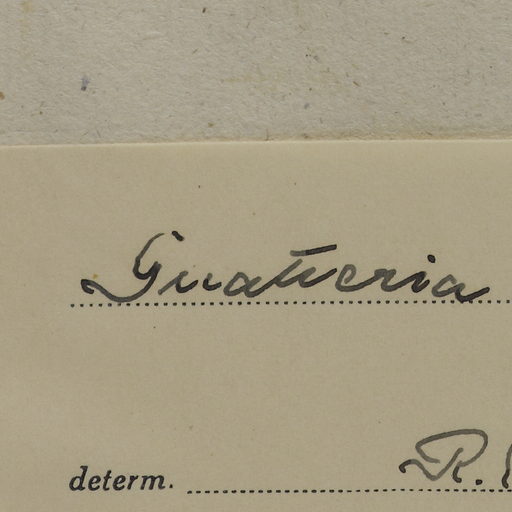 Guatteria
determ. R.